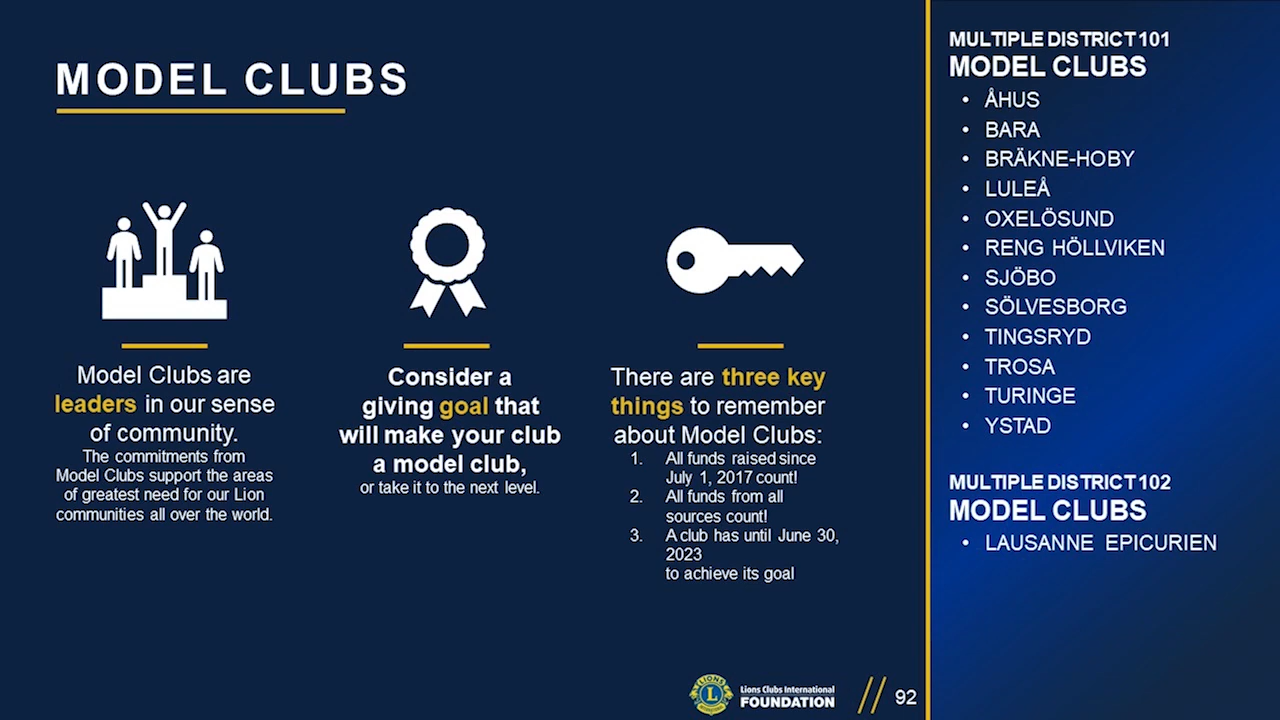 MODEL CLUBS
Model Clubs are
leaders in our sense
of community.
The commitments from
Model Clubs support the areas
of greatest need for our Lion
communities all over the world.
Consider a
giving goal that
will make your club
a model club,
or take it to the next level.
There are three key
things to remember
about Model Clubs:
1. All funds raised since
July 1, 2017 count!
2. All funds from all
sources count!
3. A club has until June 30,
2023
to achieve its goal
LIONS
L
INTERNATIONAL
Lions Clubs International
FOUNDATION
92
MULTIPLE DISTRICT 101
MODEL CLUBS
• ÅHUS
• BARA
• BRÄKNE-HOBY
• LULEÅ
• OXELÖSUND
• RENG HÖLLVIKEN
• SJÖBO
• SÖLVESBORG
• TINGSRYD
• TROSA
• TURINGE
• YSTAD
MULTIPLE DISTRICT 102
MODEL CLUBS
• LAUSANNE EPICURIEN